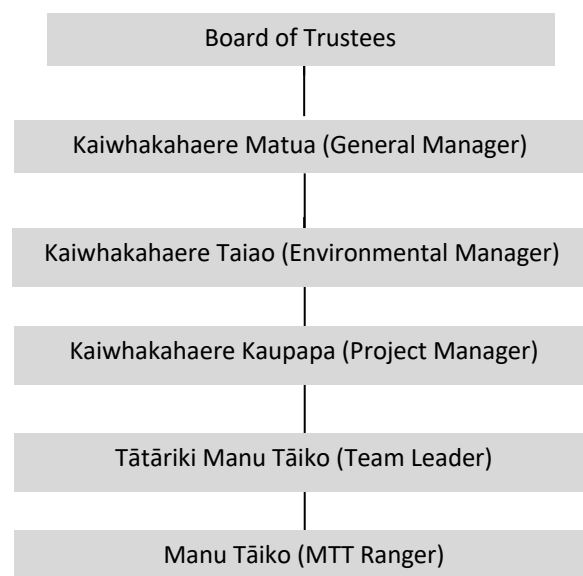 Board of Trustees
Kaiwhakahaere Matua (General Manager)
Kaiwhakahaere Taiao (Environmental Manager)
Kaiwhakahaere Kaupapa (Project Manager)
Tātāriki Manu Tāiko (Team Leader)
Manu Tāiko (MTT Ranger)